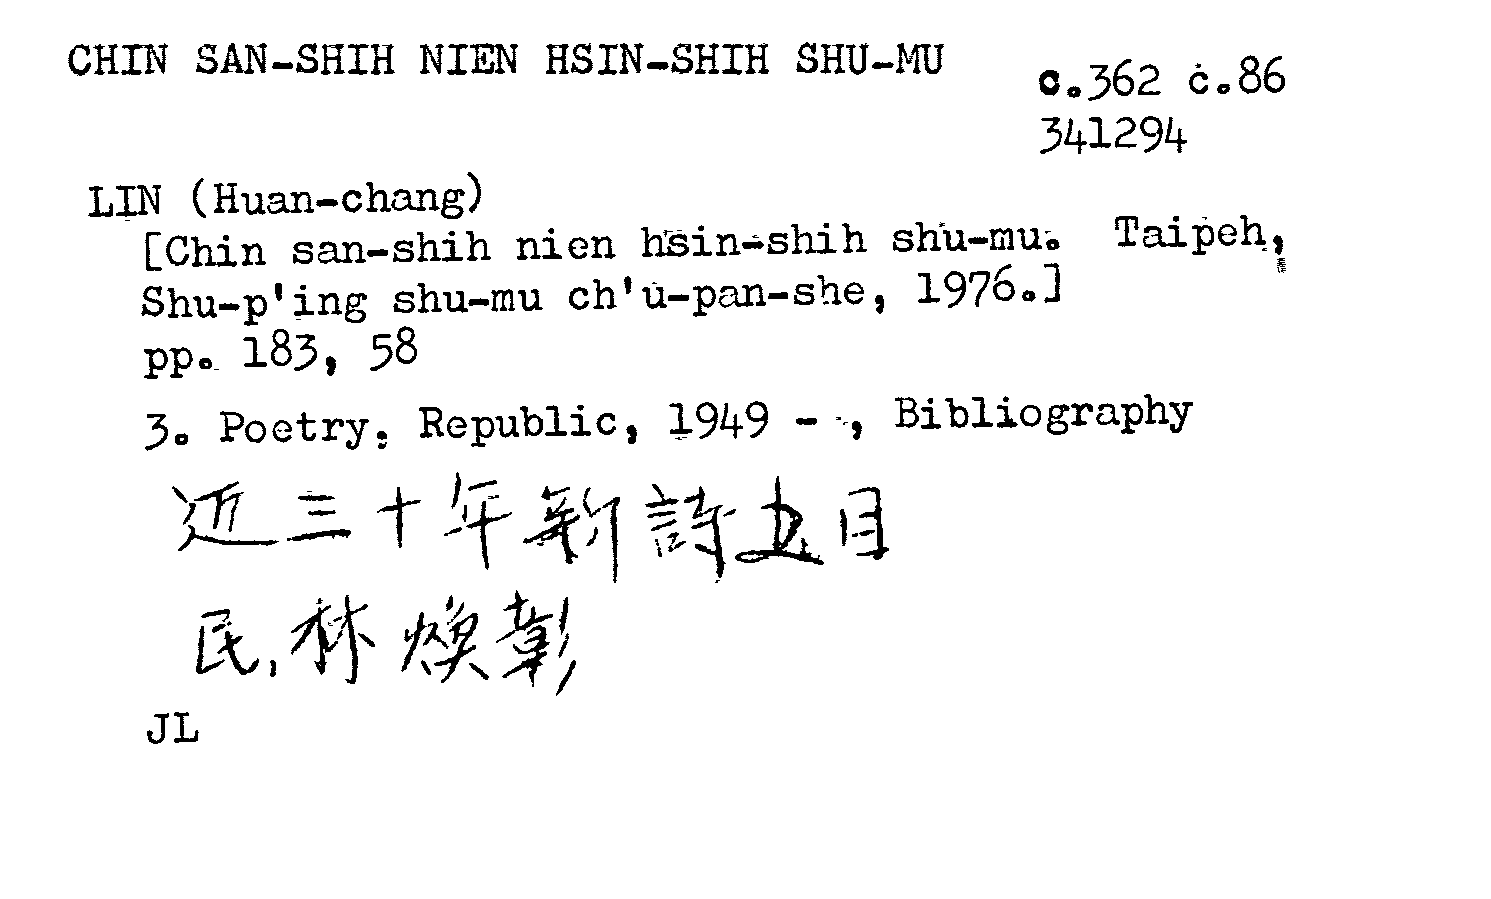 CHIN SAN-SHIH NIEN HSIN-SHIH SHU-MU
c.362 c.86
341294
LIN (Huan-chang)
[Chin san-shih nien hsin-shih shu-mu. Taipeh,
Shu-p'ing shu-mu ch'u-pan-she, 1976.]
pp. 183, 58
3. Poetry. Republic, 1949 - , Bibliography
近三十年新詩书目
民,林煥彰
JL